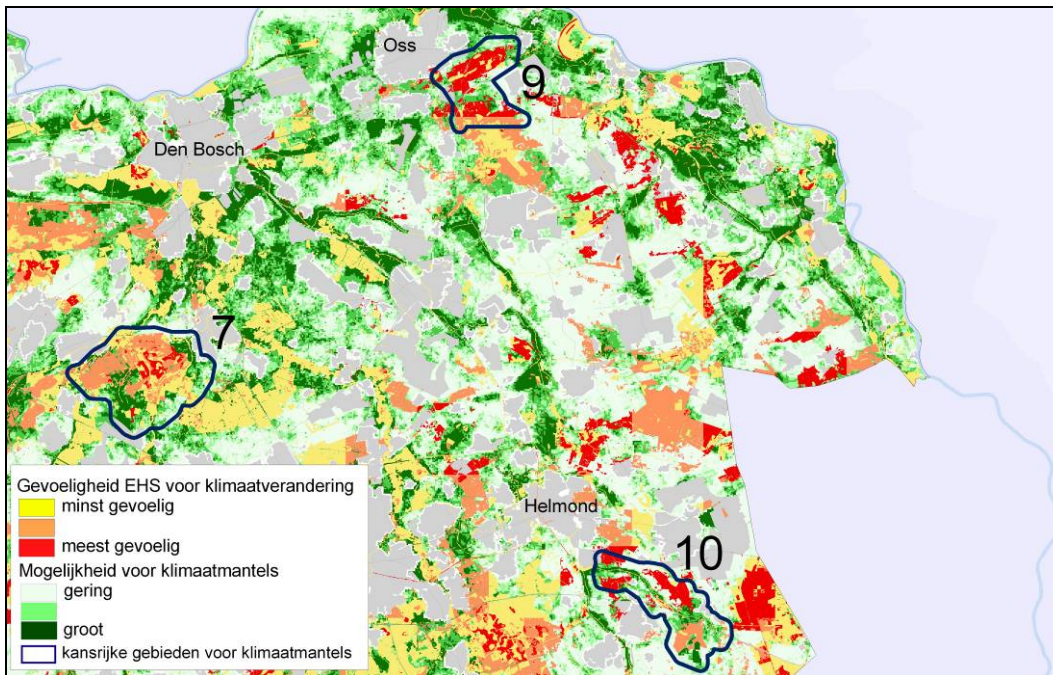 Oss
9
Den Bosch
7
Helmond
10
Gevoeligheid EHS voor klimaatverandering
minst gevoelig
meest gevoelig
Mogelijkheid voor klimaatmantels
gering
groot
kansrijke gebieden voor klimaatmantels